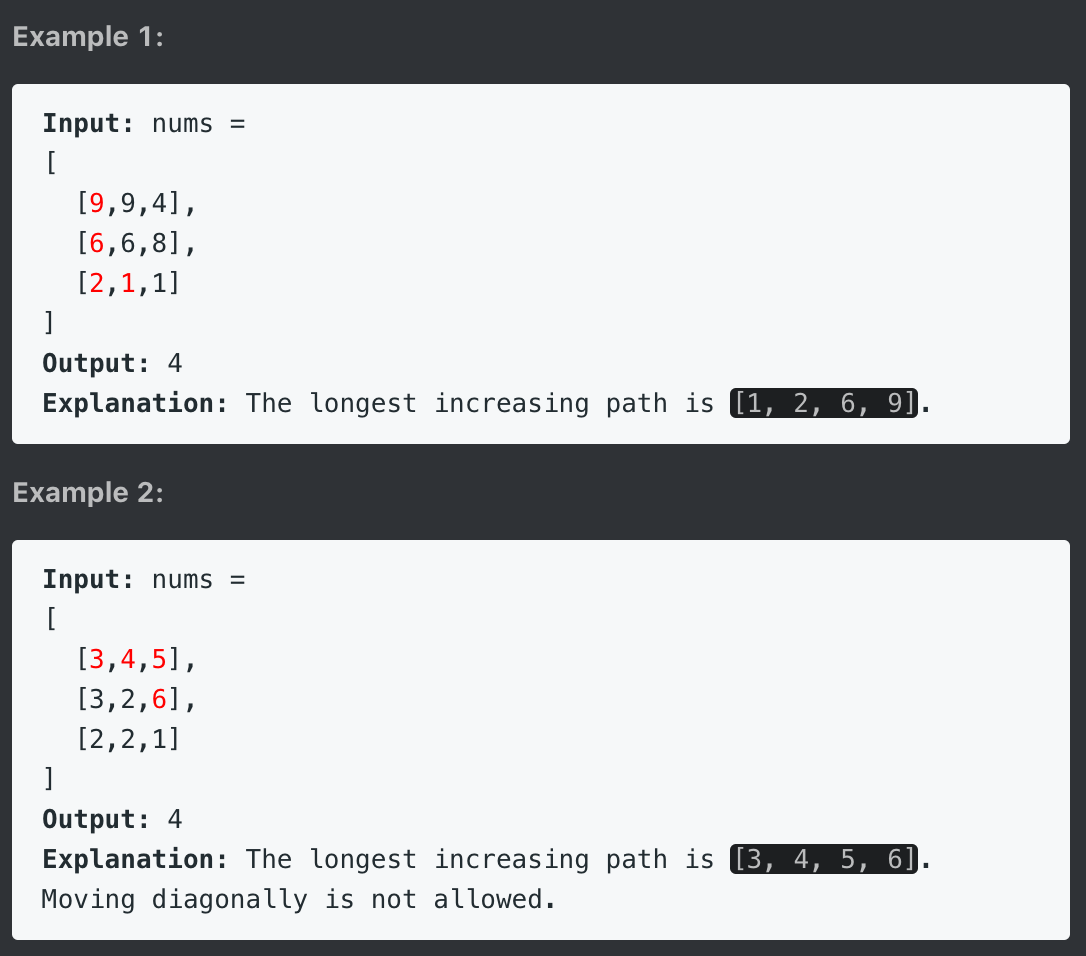 Example 1:
Input: nums =
[
  [9,9,4],
  [6,6,8],
  [2,1,1]
]
Output: 4
Explanation: The longest increasing path is [1, 2, 6, 9].
Example 2:
Input: nums =
[
  [3,4,5],
  [3,2,6],
  [2,2,1]
]
Output: 4
Explanation: The longest increasing path is [3, 4, 5, 6].
Moving diagonally is not allowed.